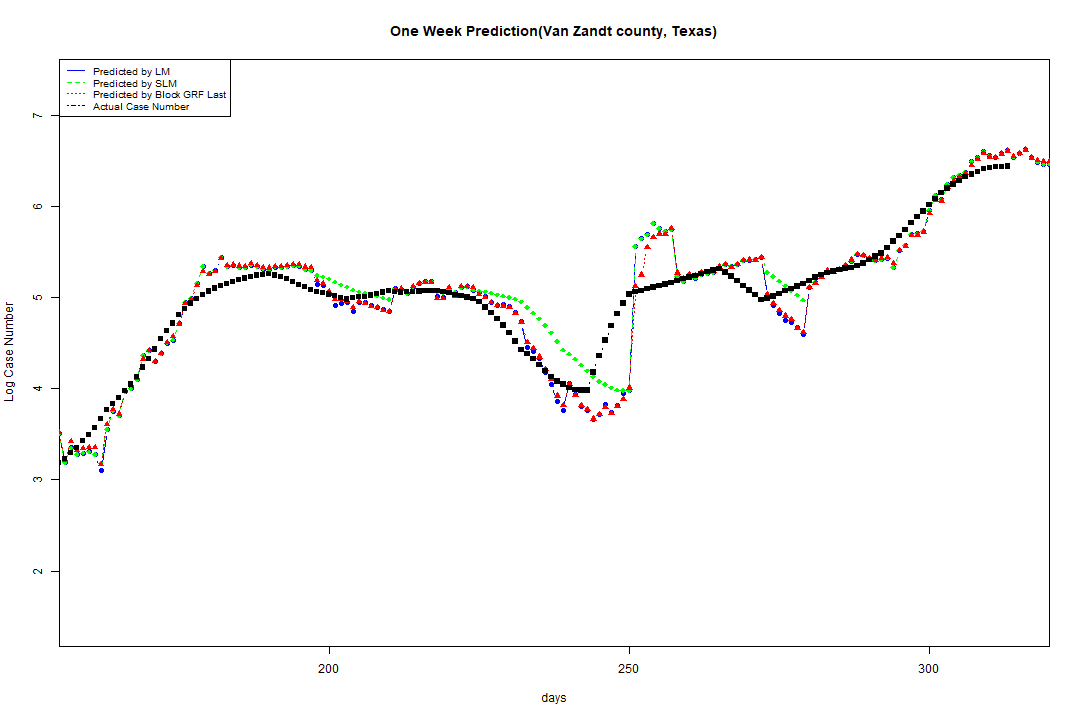 One Week Prediction(Van Zandt county, Texas)
Predicted by LM
Predicted by SLM
Predicted by Block GRF Last
Actual Case Number
Log Case Number
7
6
5
4
3
2
200
250
300
days